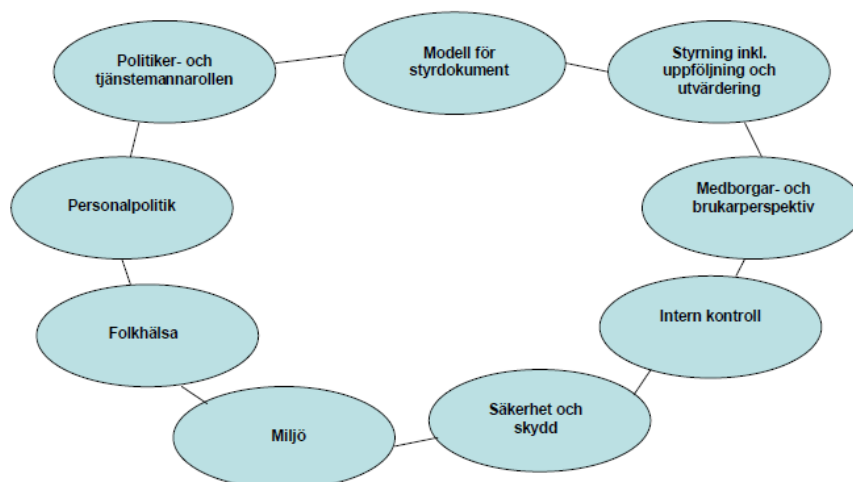 Politiker- och
tjänstemannarollen
Modell för
styrdokument
Styrning inkl.
uppföljning och
utvärdering
Personalpolitik
Medborgar- och
brukarperspektiv
Folkhälsa
Intern kontroll
Miljö
Säkerhet och
skydd